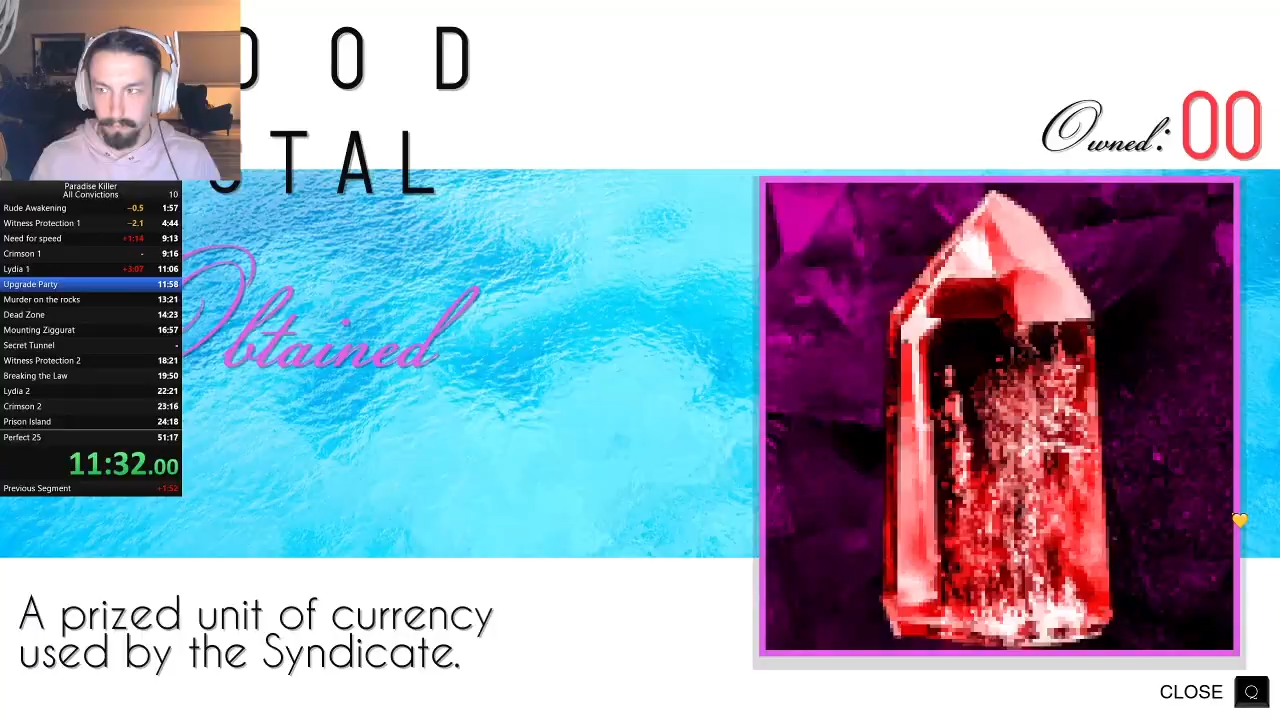 OOD
STAL
Owned: 00
Obtained
Paradise Killer
All Convictions 10
Rude Awakening −0.5 1:57
Witness Protection 1 −2.1 4:44
Need for speed +1:14 9:13
Crimson 1 - 9:16
Lydia 1 +3:07 11:06
Upgrade Party 11:58
Murder on the rocks 13:21
Dead Zone 14:23
Mounting Ziggurat 16:57
Secret Tunnel -
Witness Protection 2 18:21
Breaking the Law 19:50
Lydia 2 22:21
Crimson 2 23:16
Prison Island 24:18
Perfect 25 51:17
11:32.00
Previous Segment +1:52
A prized unit of currency
used by the Syndicate.
CLOSE Q